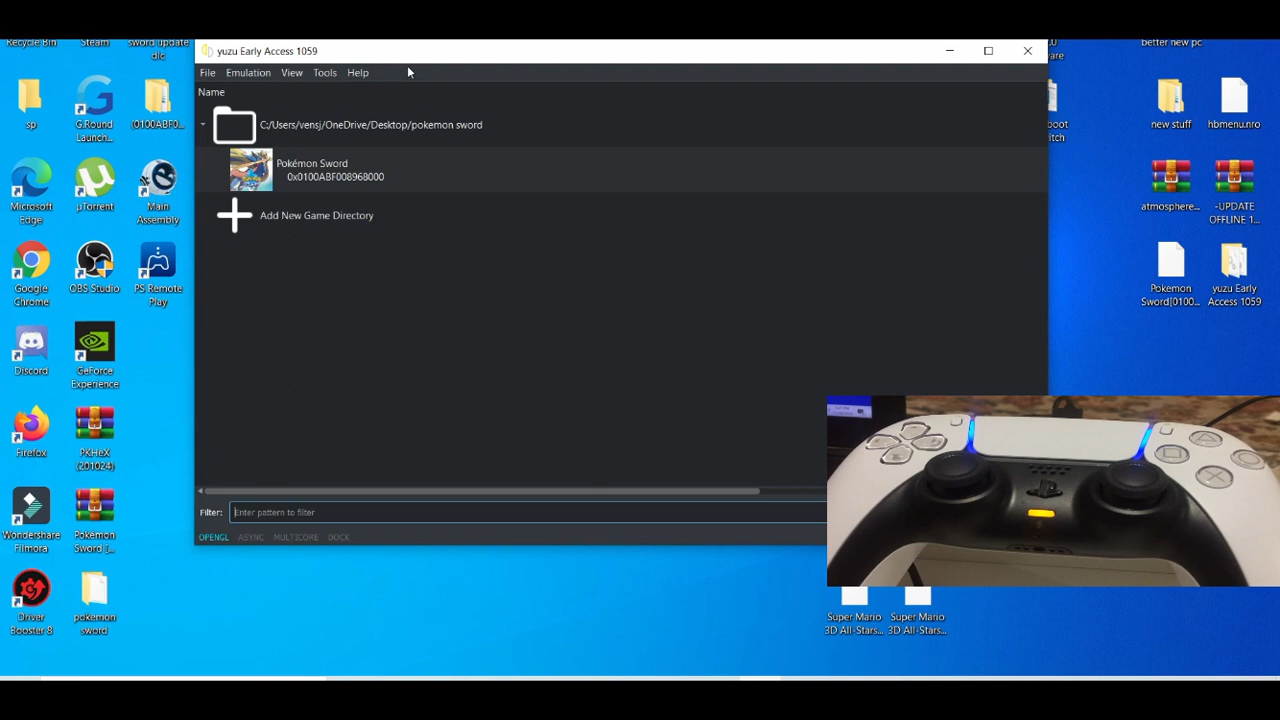 Recycle Bin
Steam
sword update
dlc
better new pc
yuzu Early Access 1059
File
Emulation
View
Tools
Help
Name
C:/Users/vensj/OneDrive/Desktop/pokemon sword
Pokémon Sword
0x0100ABF008968000
Add New Game Directory
sp
G.Round
Launch...
(0100ABF0...
new stuff
hbmenu.nro
Microsoft
Edge
µTorrent
Main
Assembly
atmosphere...
-UPDATE
OFFLINE 1...
Google
Chrome
OBS Studio
PS Remote
Play
Pokemon
Sword[0100...
yuzu Early
Access 1059
Discord
GeForce
Experience
Firefox
PKHeX
(201024)
Filter:
Enter pattern to filter
OPENGL
ASYNC
MULTICORE
DOCK
Wondershare
Filmora
Pokemon
Sword [...
Driver
Booster 8
pokemon
sword
Super Mario
3D All-Stars...
Super Mario
3D All-Stars...